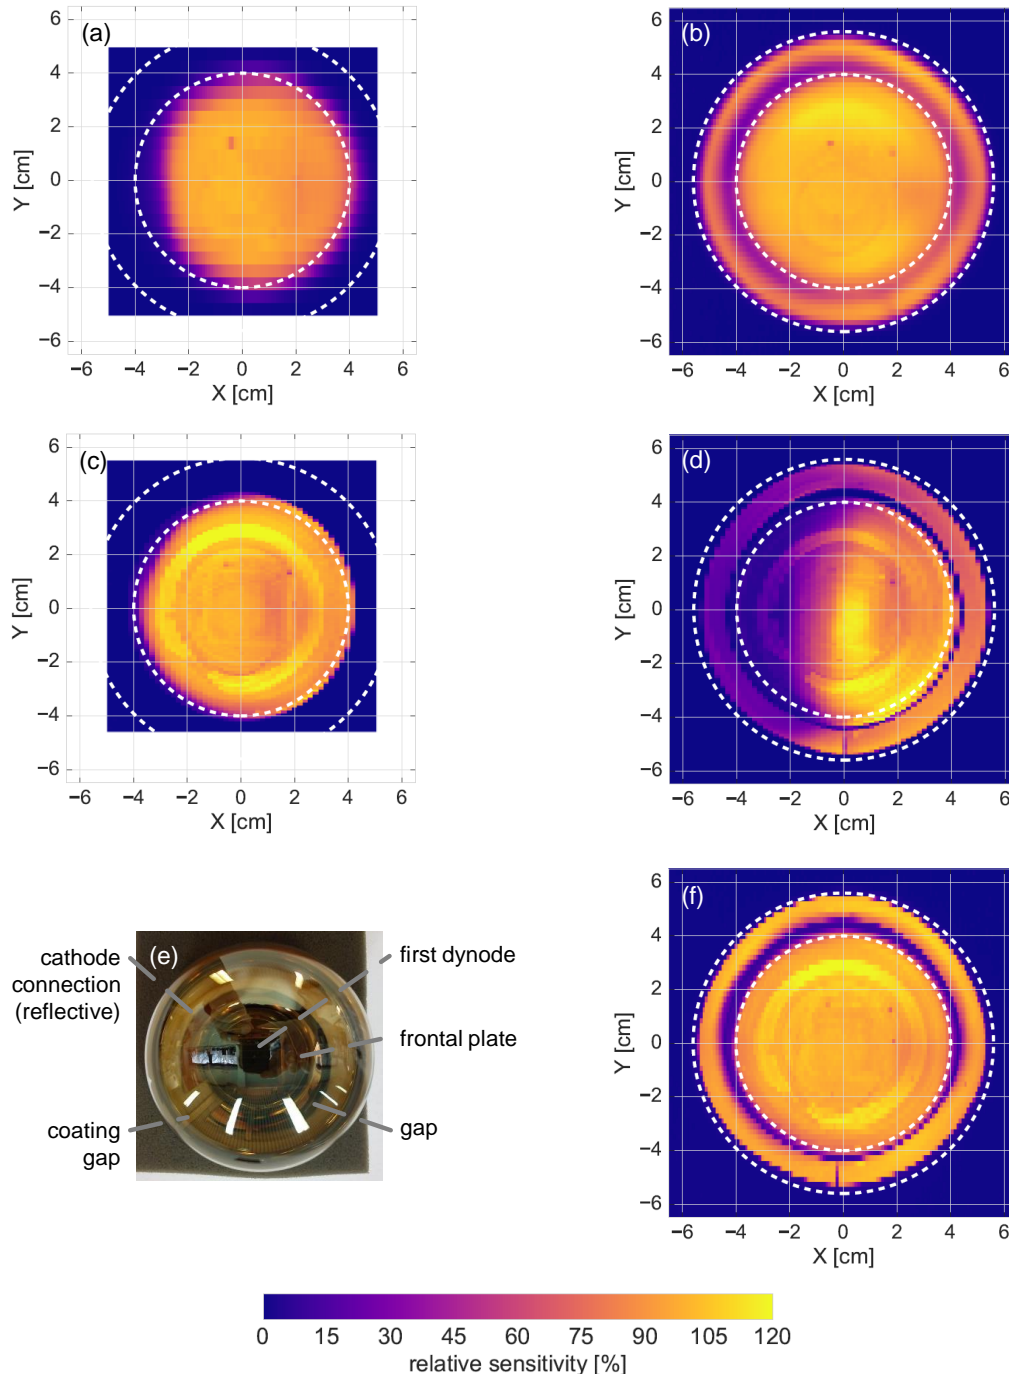 (a)
6
4
2
0
−2
−4
−6
Y [cm]
−6 −4 −2 0 2 4 6
X [cm]
(b)
6
4
2
0
−2
−4
−6
Y [cm]
−6 −4 −2 0 2 4 6
X [cm]
(c)
6
4
2
0
−2
−4
−6
Y [cm]
−6 −4 −2 0 2 4 6
X [cm]
(d)
6
4
2
0
−2
−4
−6
Y [cm]
−6 −4 −2 0 2 4 6
X [cm]
(e)
cathode
connection
(reflective)
coating
gap
first dynode
frontal plate
gap
(f)
6
4
2
0
−2
−4
−6
Y [cm]
−6 −4 −2 0 2 4 6
X [cm]
0 15 30 45 60 75 90 105 120
relative sensitivity [%]